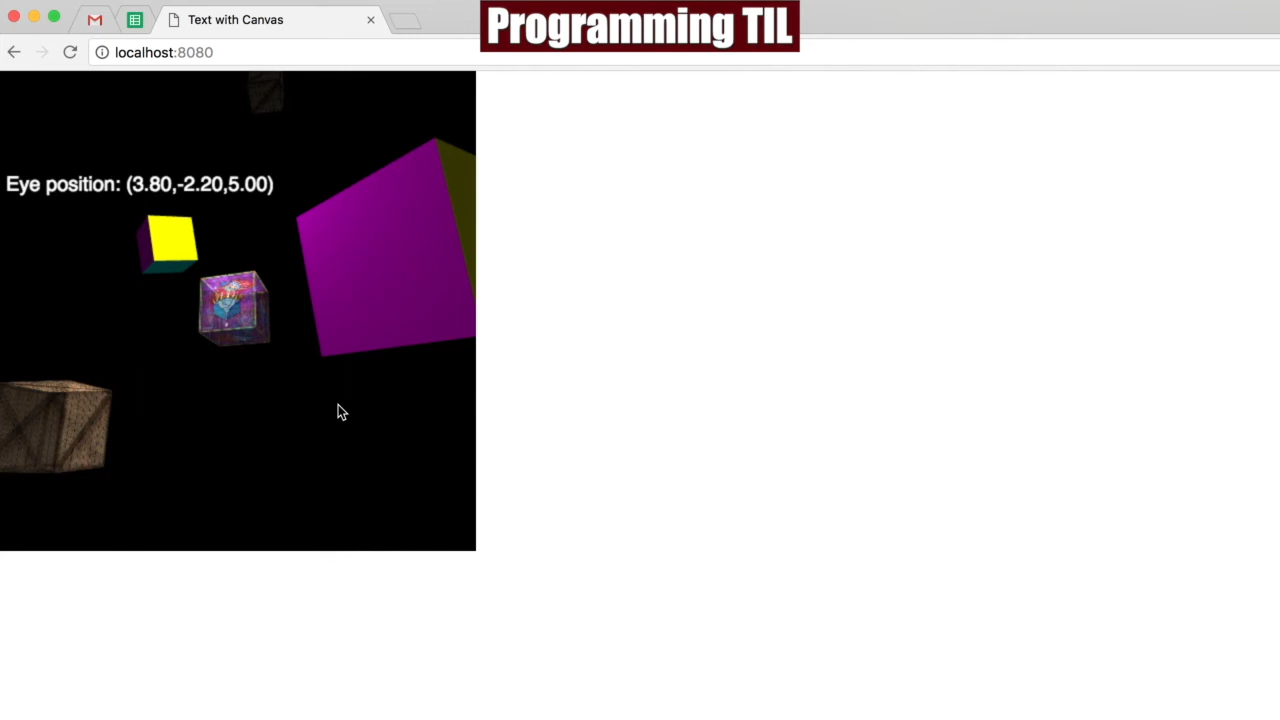 Programming TIL
Text with Canvas
localhost:8080
Eye position: (3.80,-2.20,5.00)